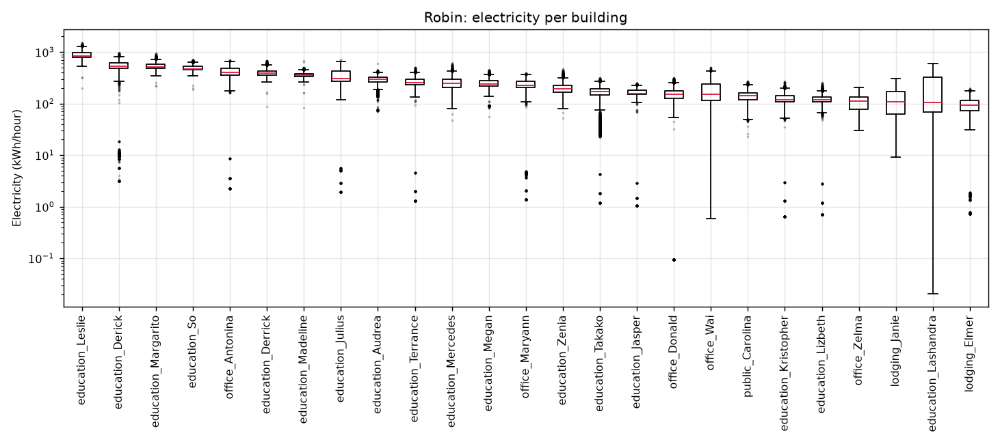 Robin: electricity per building
Electricity (kWh/hour)
10³
10²
10¹
10⁰
10⁻¹
education_Leslie
education_Derick
education_Margarito
education_So
office_Antonina
education_Derrick
education_Madeline
education_Julius
education_Audrea
education_Terrance
education_Mercedes
education_Megan
office_Maryann
education_Zenia
education_Takako
education_Jasper
office_Donald
office_Wai
public_Carolina
education_Kristopher
education_Lizbeth
office_Zelma
lodging_Janie
education_Lashandra
lodging_Elmer